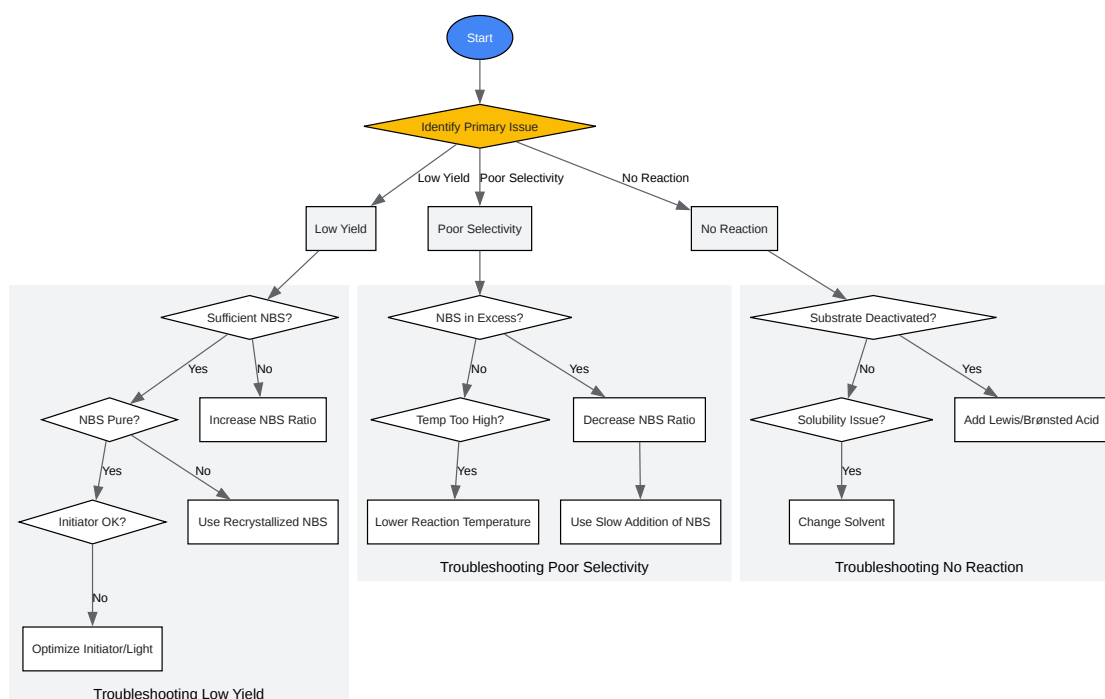 Start
Identify Primary Issue
Low Yield
Poor Selectivity
No Reaction
Low Yield
Poor Selectivity
No Reaction
Sufficient NBS?
NBS in Excess?
Substrate Deactivated?
Yes
No
No
Yes
No
Yes
NBS Pure?
Increase NBS Ratio
Temp Too High?
Decrease NBS Ratio
Solubility Issue?
Add Lewis/Brønsted Acid
Yes
No
Yes
Yes
Initiator OK?
Use Recrystallized NBS
Lower Reaction Temperature
Use Slow Addition of NBS
Change Solvent
Troubleshooting Poor Selectivity
Troubleshooting No Reaction
No
Optimize Initiator/Light
Troubleshooting Low Yield